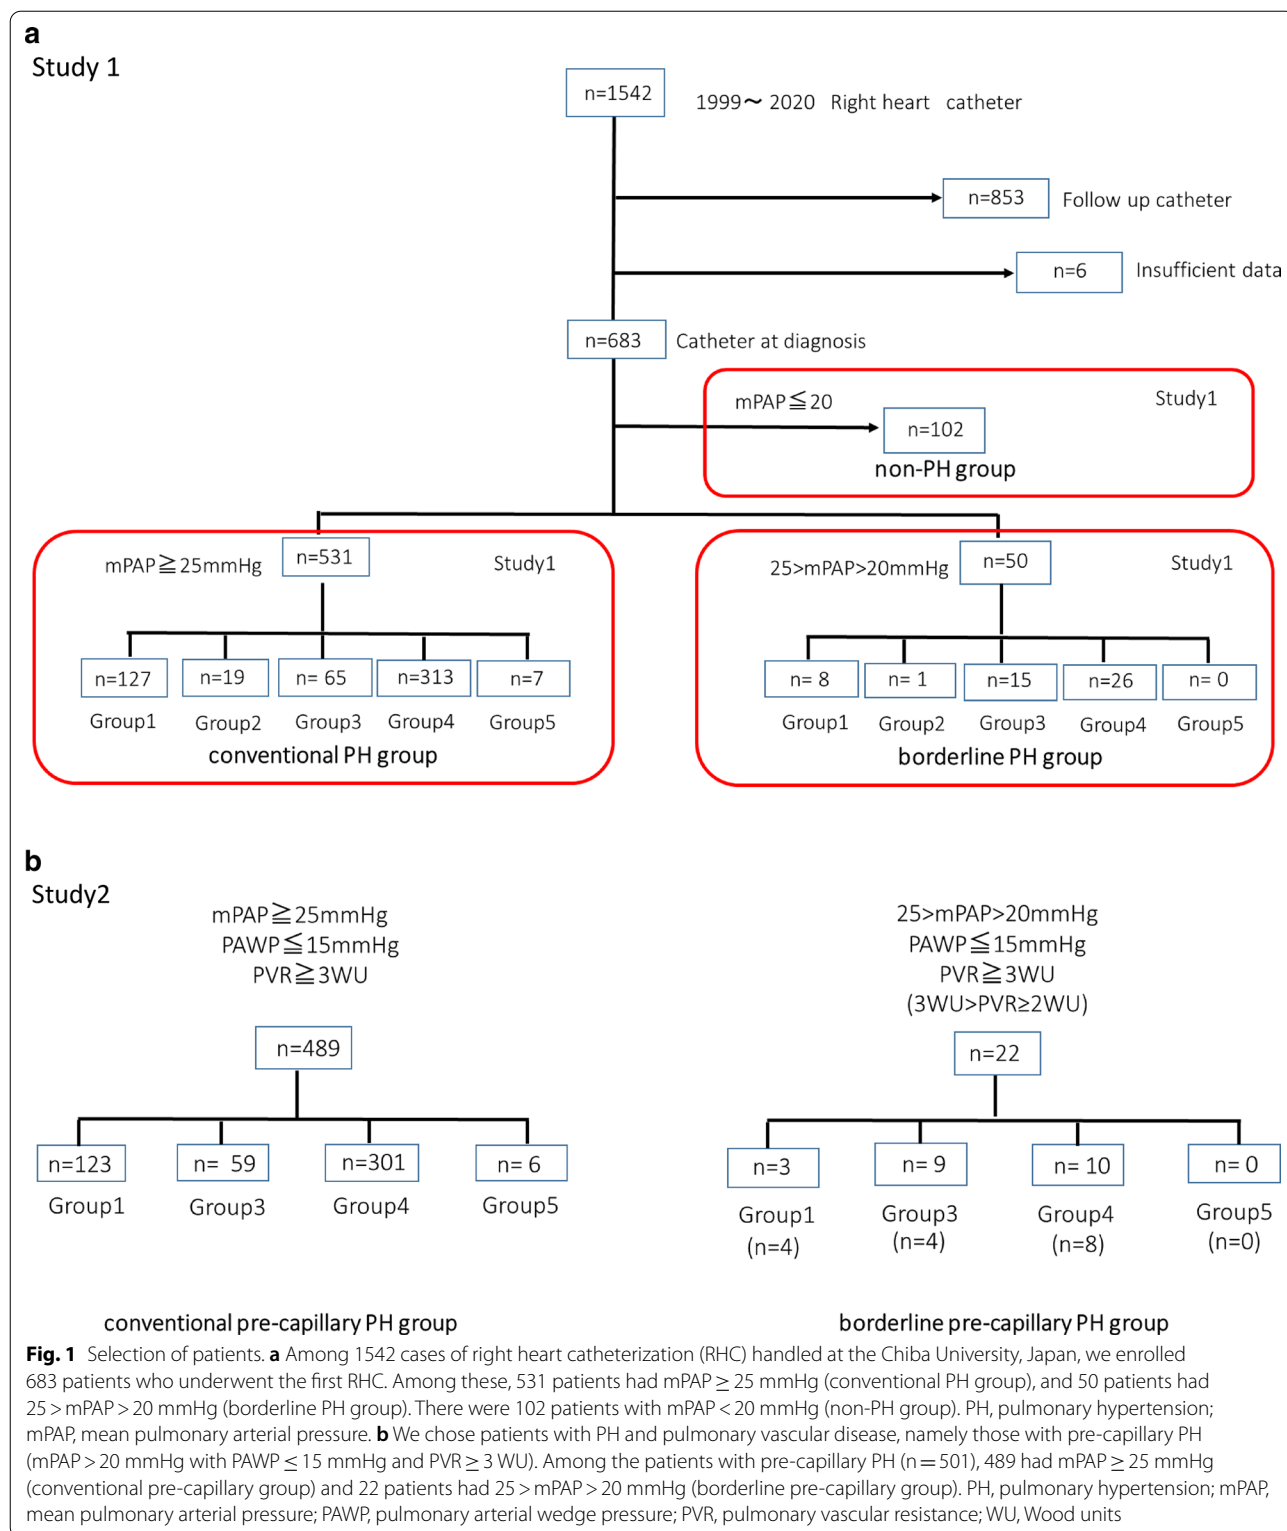 a
Study 1
n=1542
1999～2020 Right heart catheter
n=853
Follow up catheter
n=6
Insufficient data
n=683
Catheter at diagnosis
mPAP≦20
Study1
n=102
non-PH group
mPAP≧25mmHg
n=531
Study1
n=127
n=19
n= 65
n=313
n=7
Group1
Group2
Group3
Group4
Group5
conventional PH group
25>mPAP>20mmHg
n=50
Study1
n= 8
n= 1
n=15
n=26
n= 0
Group1
Group2
Group3
Group4
Group5
borderline PH group
b
Study2
mPAP≧25mmHg
PAWP≦15mmHg
PVR≧3WU
n=489
n=123
n= 59
n=301
n= 6
Group1
Group3
Group4
Group5
conventional pre-capillary PH group
25>mPAP>20mmHg
PAWP≦15mmHg
PVR≧3WU
(3WU>PVR≥2WU)
n=22
n=3
n= 9
n= 10
n= 0
Group1
Group3
Group4
Group5
(n=4)
(n=4)
(n=8)
(n=0)
borderline pre-capillary PH group
Fig. 1 Selection of patients. a Among 1542 cases of right heart catheterization (RHC) handled at the Chiba University, Japan, we enrolled
683 patients who underwent the first RHC. Among these, 531 patients had mPAP ≥ 25 mmHg (conventional PH group), and 50 patients had
25 > mPAP > 20 mmHg (borderline PH group). There were 102 patients with mPAP < 20 mmHg (non-PH group). PH, pulmonary hypertension;
mPAP, mean pulmonary arterial pressure. b We chose patients with PH and pulmonary vascular disease, namely those with pre-capillary PH
(mPAP > 20 mmHg with PAWP ≤ 15 mmHg and PVR ≥ 3 WU). Among the patients with pre-capillary PH (n = 501), 489 had mPAP ≥ 25 mmHg
(conventional pre-capillary group) and 22 patients had 25 > mPAP > 20 mmHg (borderline pre-capillary group). PH, pulmonary hypertension; mPAP,
mean pulmonary arterial pressure; PAWP, pulmonary arterial wedge pressure; PVR, pulmonary vascular resistance; WU, Wood units